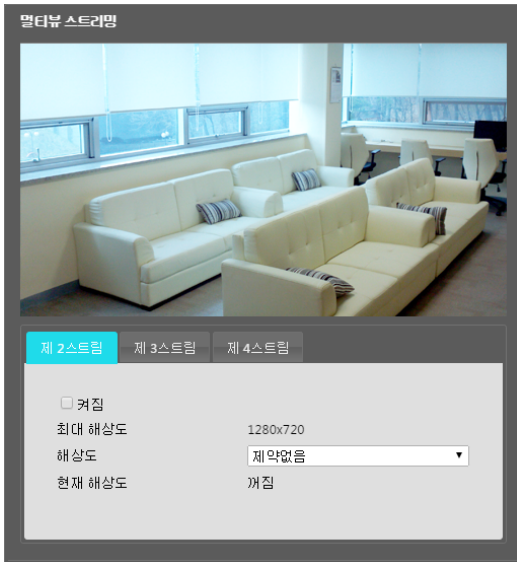 멀티뷰 스트리밍
제 2스트림 제 3스트림 제 4스트림
켜짐
최대 해상도 1280x720
해상도 제약없음
현재 해상도 꺼짐